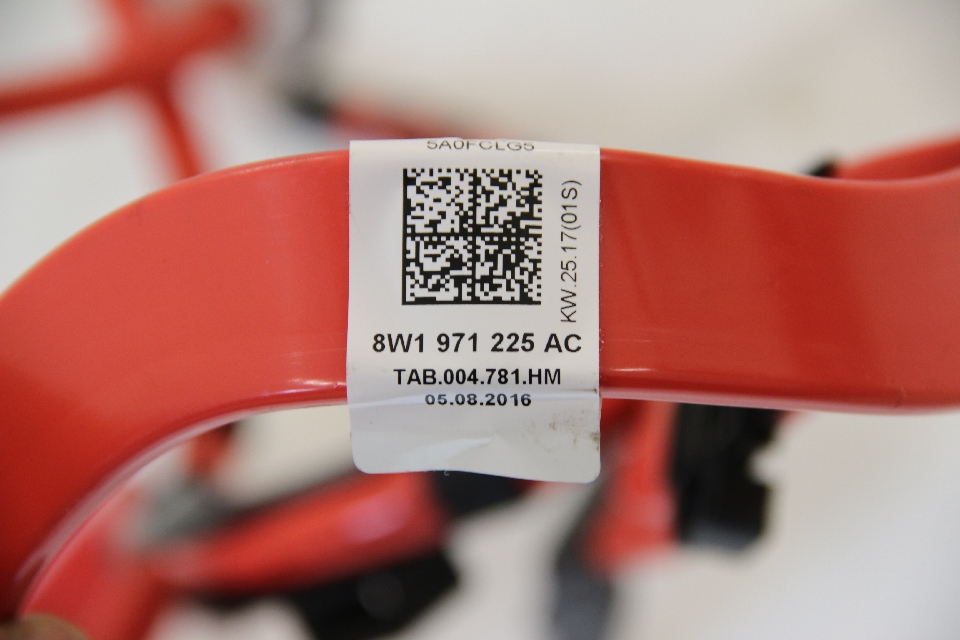 5A0FCLG5
KW.25.17(01S)
8W1 971 225 AC
TAB.004.781.HM
05.08.2016